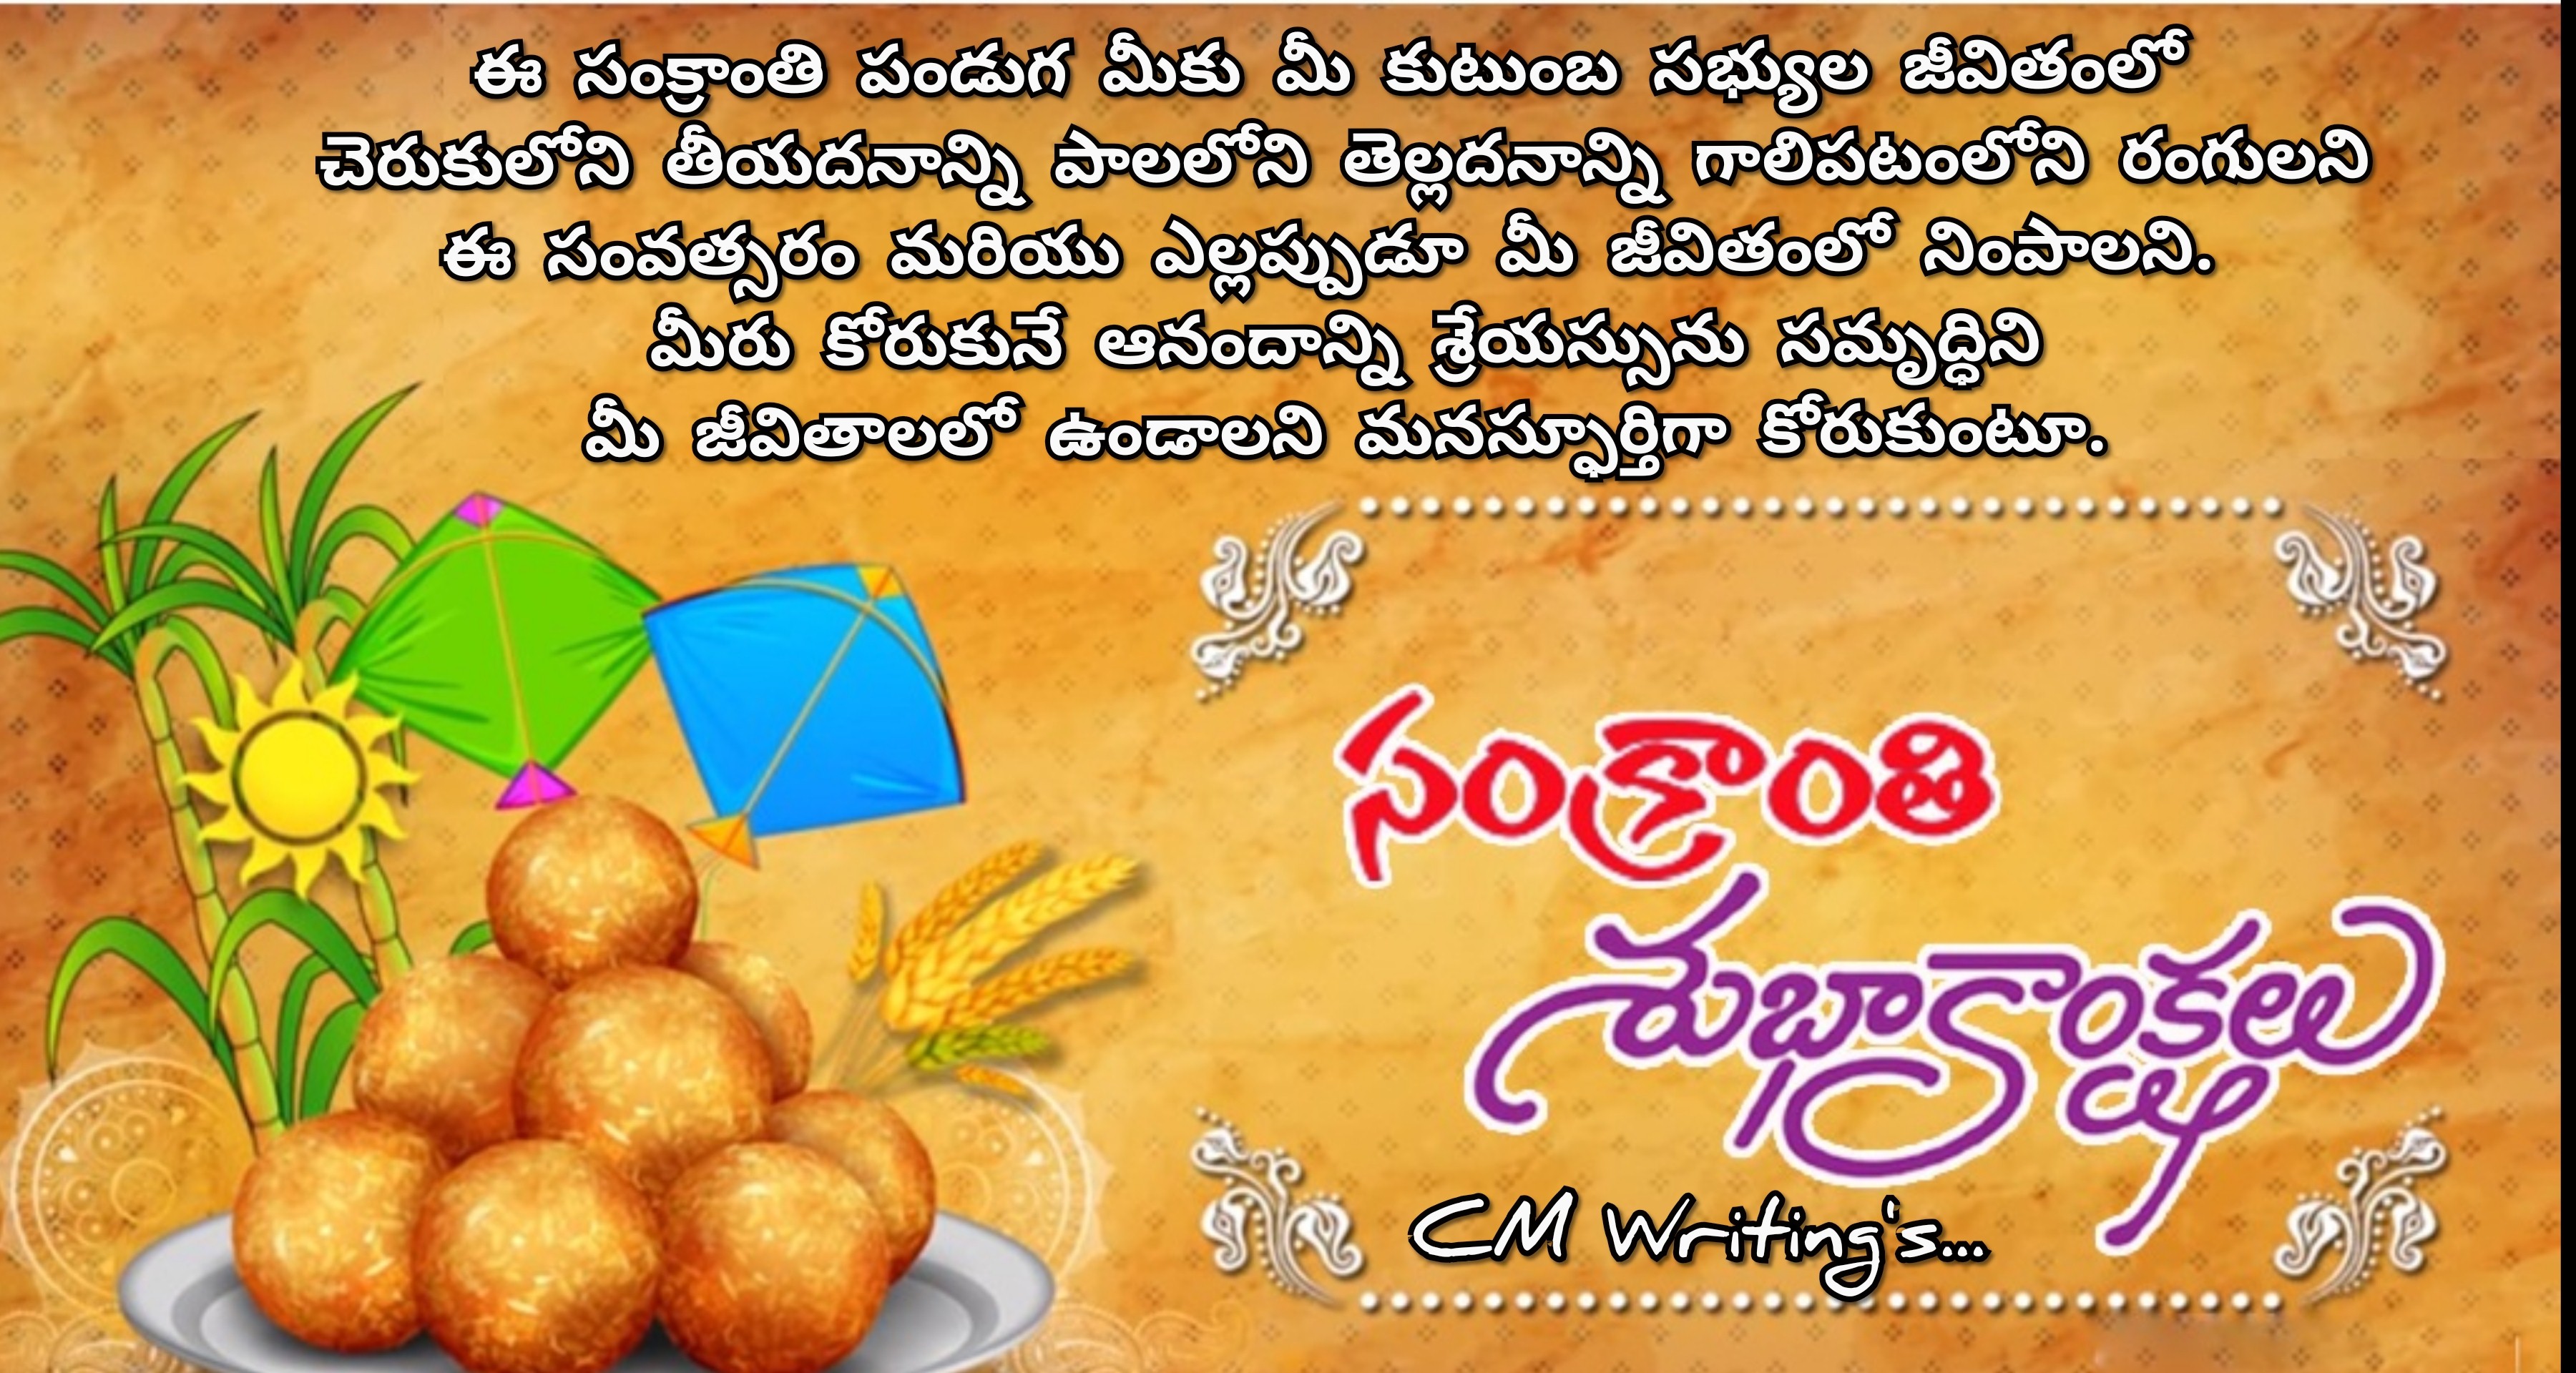 ఈ సంక్రాంతి పండుగ మీకు మీ కుటుంబ సభ్యుల జీవితంలో
చెరుకులోని తీయదనాన్ని పాలలోని తెల్లదనాన్ని గాలిపటంలోని రంగులని
ఈ సంవత్సరం మరియు ఎల్లప్పుడూ మీ జీవితంలో నింపాలని.
మీరు కోరుకునే ఆనందాన్ని శ్రేయస్సును సమృద్ధిని
మీ జీవితాలలో ఉండాలని మనస్ఫూర్తిగా కోరుకుంటూ.
సంక్రాంతి
శుభాకాంక్షలు
CM Writing's...